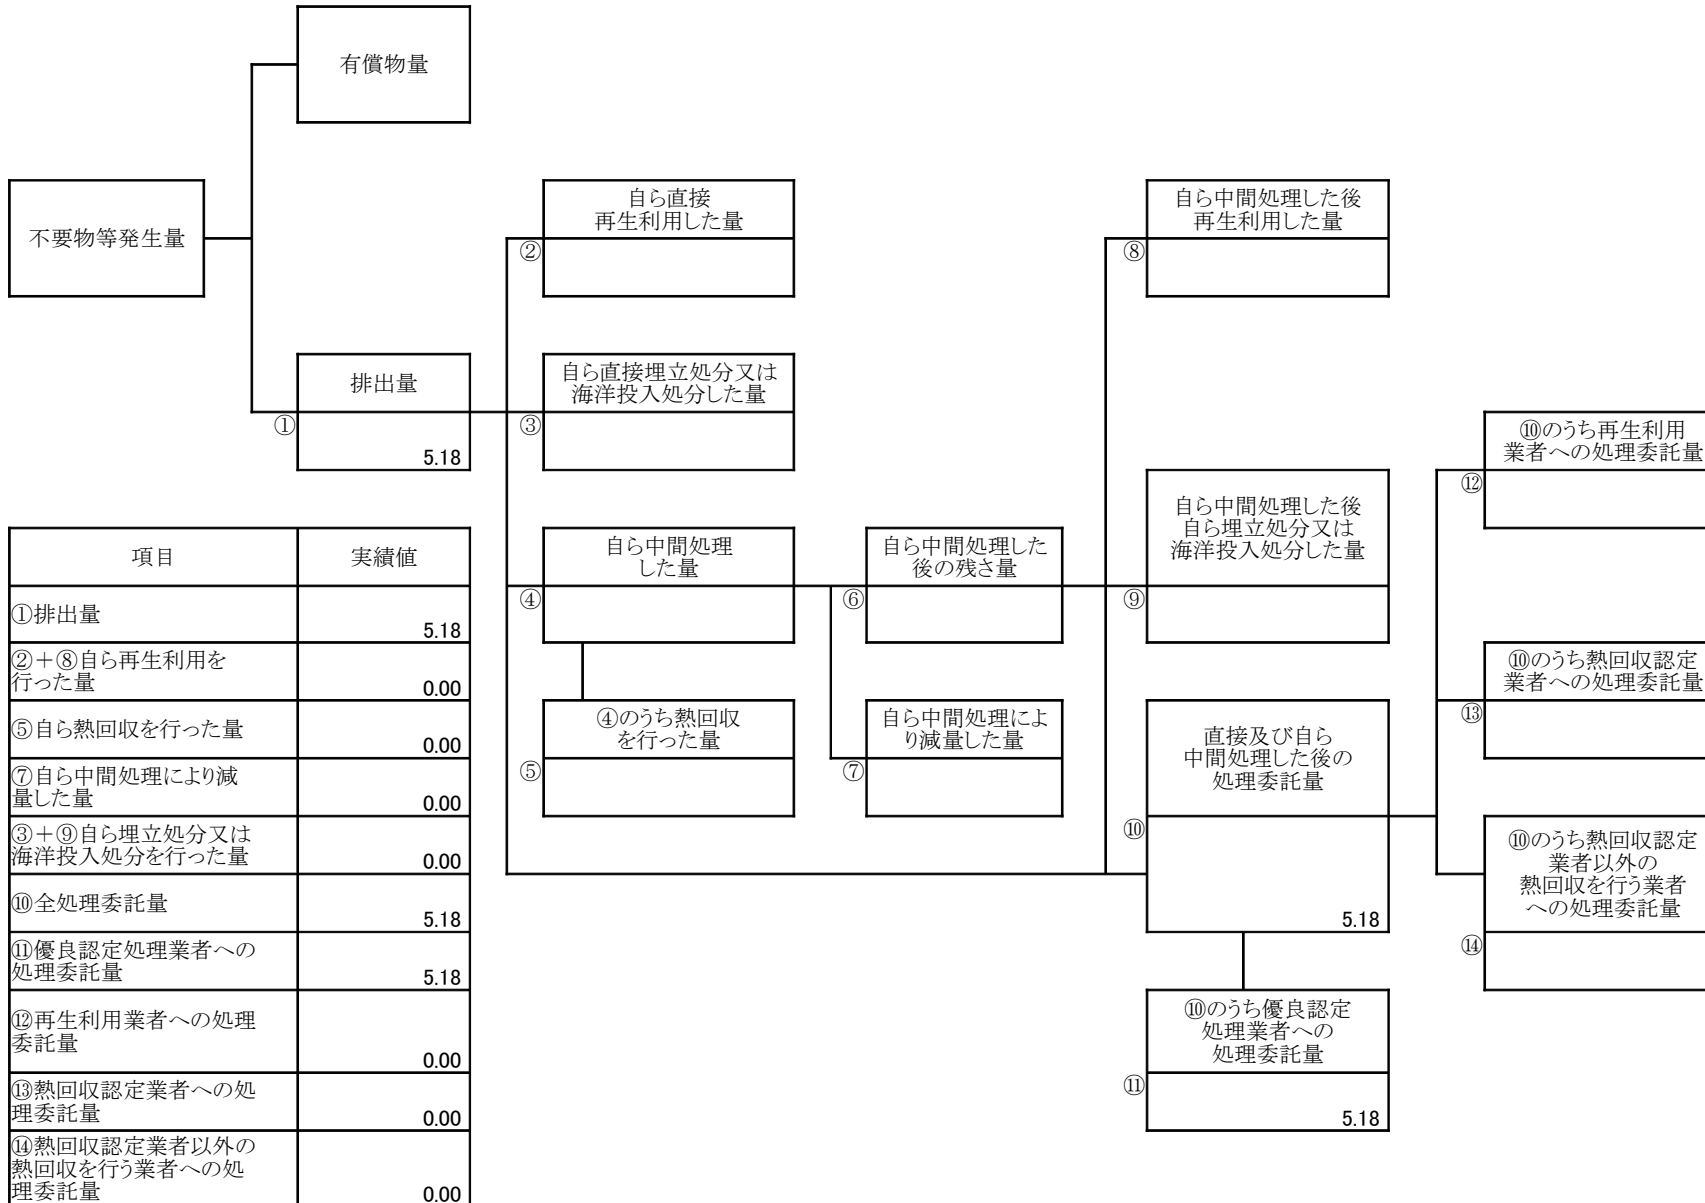 有償物量
不要物等発生量
自ら直接
再生利用した量
②
自ら中間処理した後
再生利用した量
⑧
排出量
①
5.18
自ら直接埋立処分又は
海洋投入処分した量
③
⑩のうち再生利用
業者への処理委託量
⑫
自ら中間処理した後
自ら埋立処分又は
海洋投入処分した量
⑨
自ら中間処理
した量
④
自ら中間処理した
後の残さ量
⑥
④のうち熱回収
を行った量
⑤
自ら中間処理によ
り減量した量
⑦
直接及び自ら
中間処理した後の
処理委託量
⑩
5.18
⑩のうち熱回収認定
業者への処理委託量
⑬
⑩のうち熱回収認定
業者以外の
熱回収を行う業者
への処理委託量
⑭
⑩のうち優良認定
処理業者への
処理委託量
⑪
5.18
項目 実績値
①排出量 5.18
②+⑧自ら再生利用を
行った量 0.00
⑤自ら熱回収を行った量 0.00
⑦自ら中間処理により減
量した量 0.00
③+⑨自ら埋立処分又は
海洋投入処分を行った量 0.00
⑩全処理委託量 5.18
⑪優良認定処理業者への
処理委託量 5.18
⑫再生利用業者への処理
委託量 0.00
⑬熱回収認定業者への処
理委託量 0.00
⑭熱回収認定業者以外の
熱回収を行う業者への処
理委託量 0.00